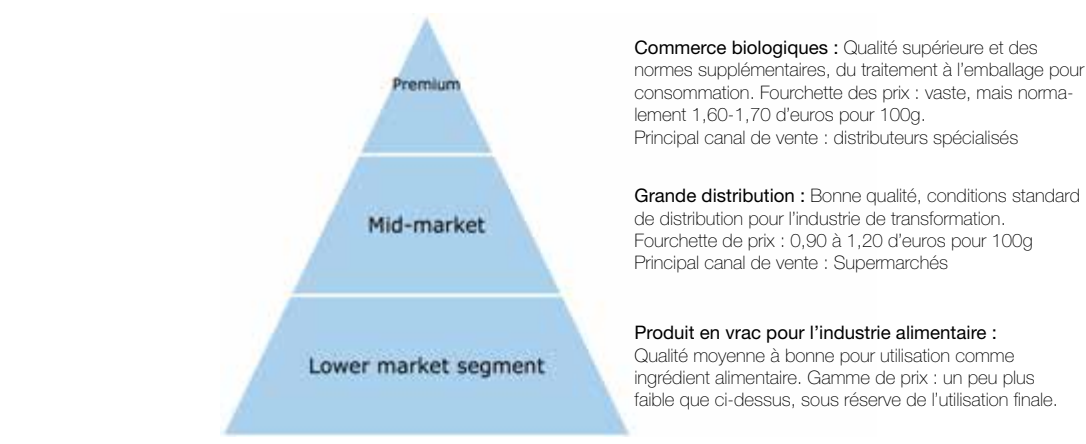 Premium
Commerce biologiques : Qualité supérieure et des
normes supplémentaires, du traitement à l'emballage pour
consommation. Fourchette des prix : vaste, mais norma-
lement 1,60-1,70 d'euros pour 100g.
Principal canal de vente : distributeurs spécialisés
Mid-market
Grande distribution : Bonne qualité, conditions standard
de distribution pour l'industrie de transformation.
Fourchette de prix : 0,90 à 1,20 d'euros pour 100g
Principal canal de vente : Supermarchés
Lower market segment
Produit en vrac pour l'industrie alimentaire :
Qualité moyenne à bonne pour utilisation comme
ingrédient alimentaire. Gamme de prix : un peu plus
faible que ci-dessus, sous réserve de l'utilisation finale.